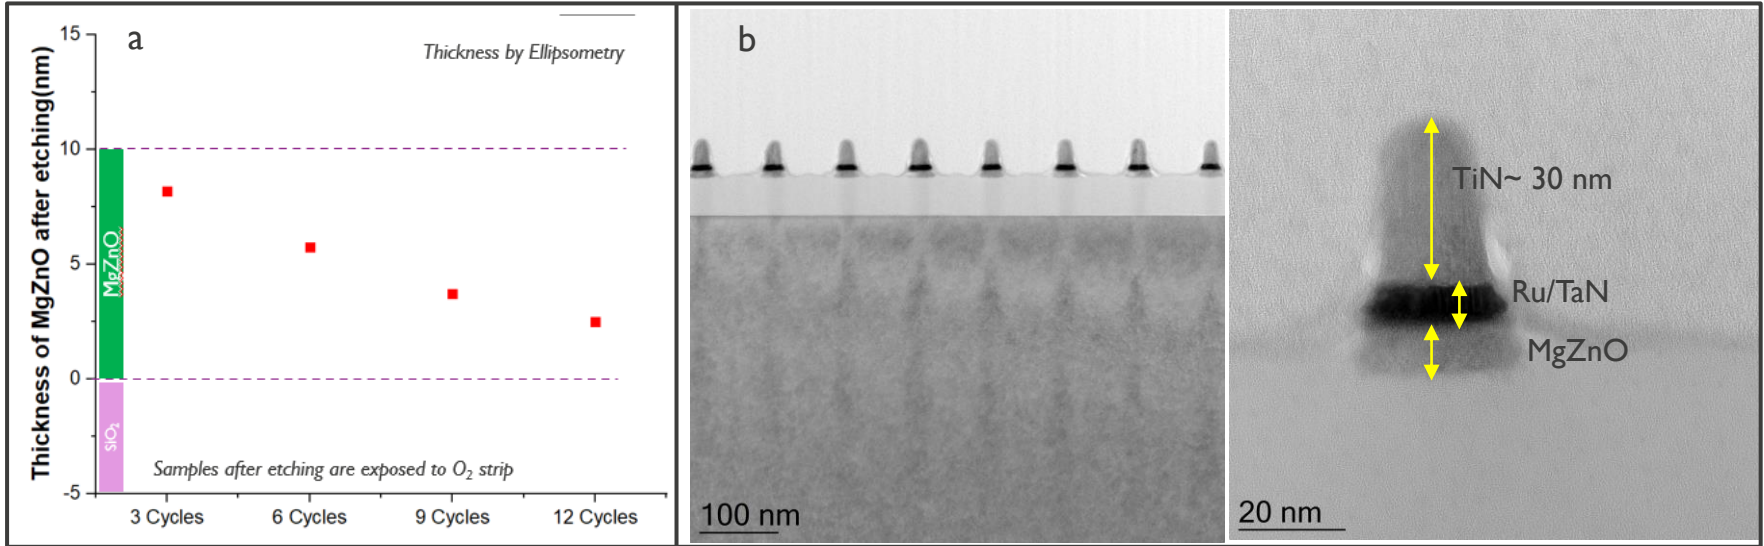 a
Thickness by Ellipsometry
Thickness of MgZnO after etching(nm)
15
10
5
0
-5
MgZnO
SiO₂
Samples after etching are exposed to O₂ strip
3 Cycles
6 Cycles
9 Cycles
12 Cycles
b
100 nm
TiN~ 30 nm
Ru/TaN
MgZnO
20 nm